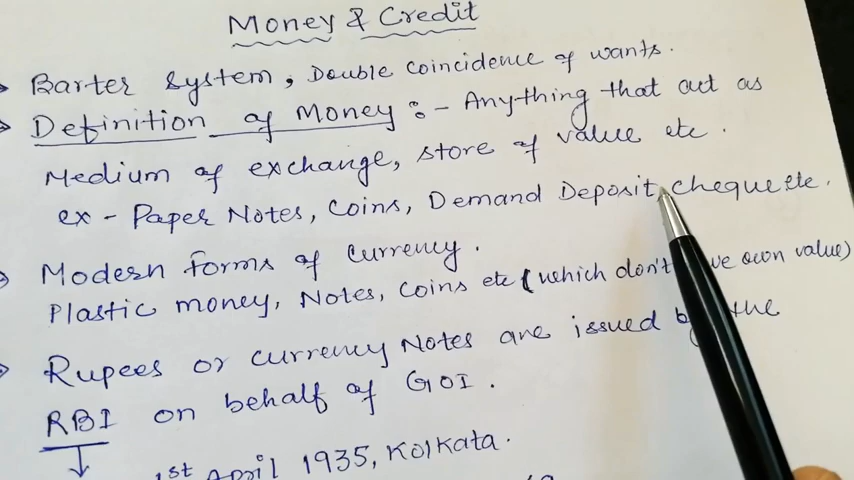 Money & Credit
Barter System, Double coincidence of wants.
Definition of Money :- Anything that act as
Medium of exchange, store of value etc.
ex - Paper Notes, Coins, Demand Deposit, cheque etc.
Modern forms of currency.
Plastic money, Notes, Coins etc (which don't own value)
Rupees or currency Notes are issued by the
RBI on behalf of GOI.
1st April 1935, Kolkata.